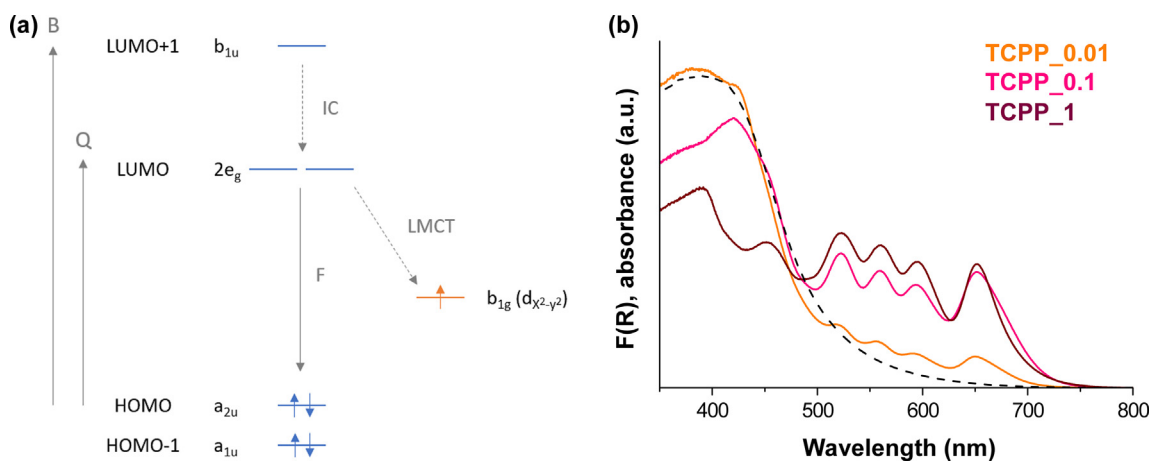 (a)
B
LUMO+1 b1u
IC
Q
LUMO 2eg
LMCT
F
b1g (dX²-y²)
HOMO a2u
HOMO-1 a1u
(b)
TCPP_0.01
TCPP_0.1
TCPP_1
F(R), absorbance (a.u.)
400 500 600 700 800
Wavelength (nm)